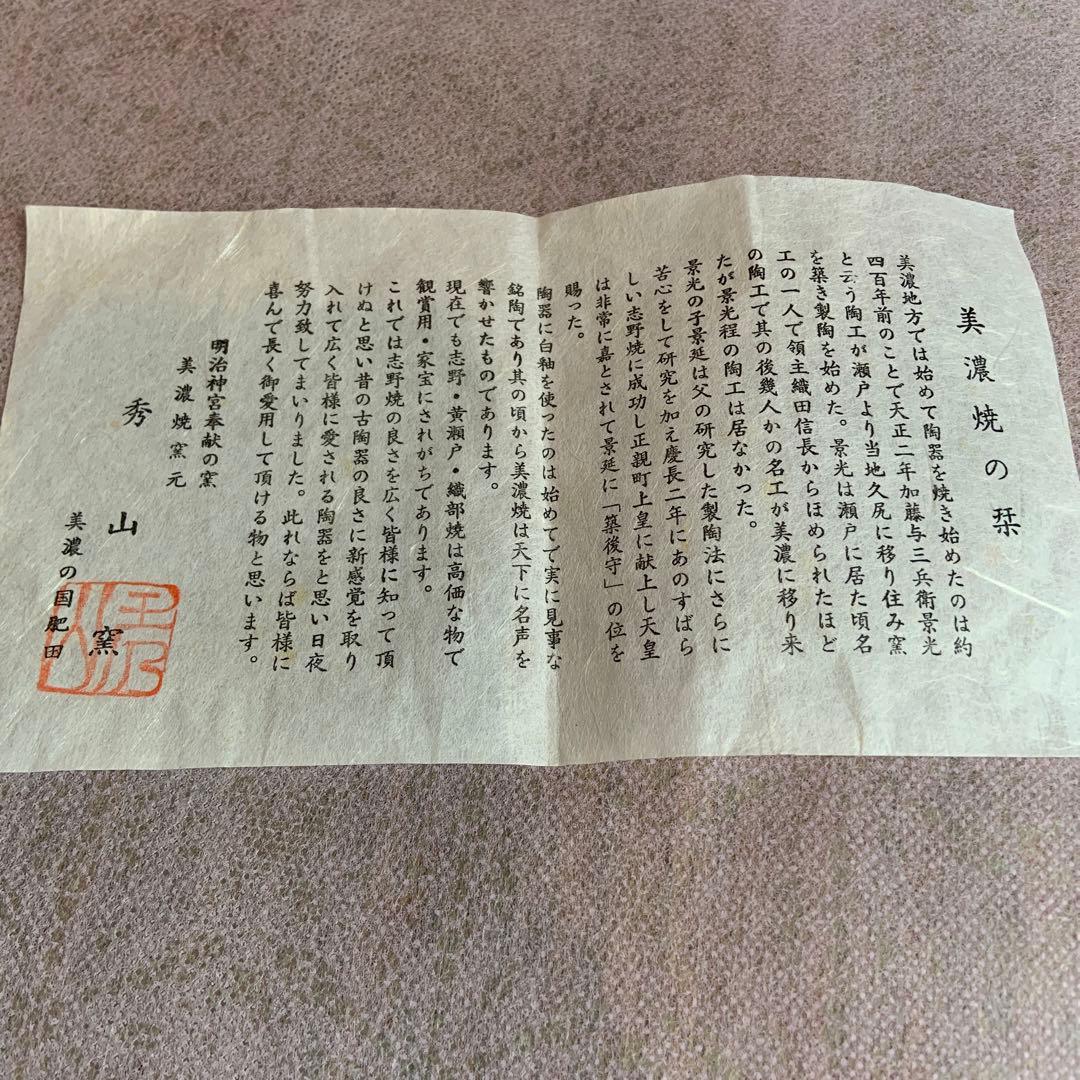 美濃焼の栞
美濃地方では始めて陶器を焼き始めたのは約
四百年前のことで天正二年加藤与三兵衛景光
と云う陶工が瀬戸より当地久尻に移り住み窯
を築き製陶を始めた。景光は瀬戸に居た頃名
工の一人で領主織田信長からほめられたほど
の陶工で其の後幾人かの名工が美濃に移り来
たが景光程の陶工は居なかった。
景光の子景延は父の研究した製陶法にさらに
苦心をして研究を加え慶長二年にあのすばら
しい志野焼に成功し正親町上皇に献上し天皇
は非常に嘉とされて景延に「築後守」の位を
賜った。
陶器に白釉を使ったのは始めてで実に見事な
銘陶であり其の頃から美濃焼は天下に名声を
響かせたものであります。
現在でも志野・黄瀬戸・織部焼は高価な物で
観賞用・家宝にされがちであります。
これでは志野焼の良さを広く皆様に知って頂
けぬと思い昔の古陶器の良さに新感覚を取り
入れて広く皆様に愛される陶器をと思い日夜
努力致してまいりました。此れならば皆様に
喜んで長く御愛用して頂ける物と思います。
明治神宮奉献の窯
美濃焼窯元
秀山窯
美濃の国肥田